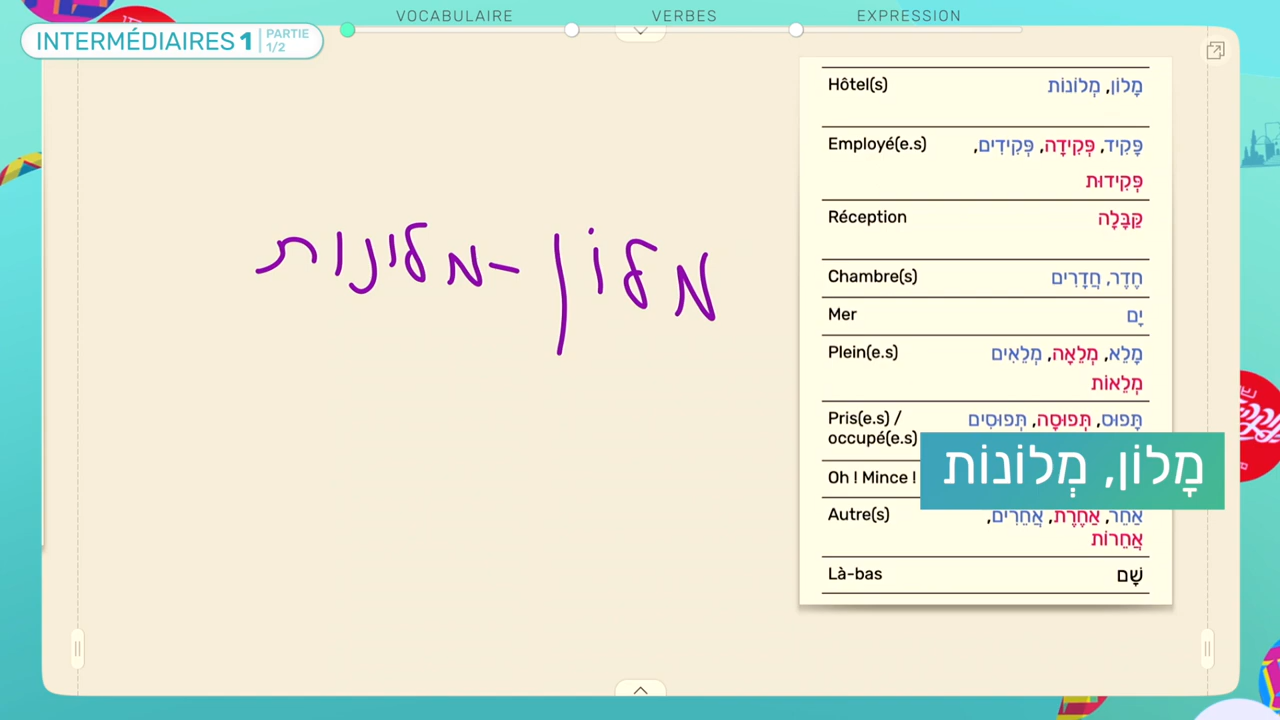 VOCABULAIRE VERBES EXPRESSION
INTERMÉDIAIRES 1 PARTIE 1/2
מלון - מלונות
Hôtel(s) מָלוֹן, מְלוֹנוֹת
Employé(e.s) פָּקִיד, פְּקִידָה, פְּקִידִים,
פְּקִידוּת
Réception קַבָּלָה
Chambre(s) חֶדֶר, חֲדָרִים
Mer יָם
Plein(e.s) מָלֵא, מְלֵאָה, מְלֵאִים
מְלֵאוֹת
Pris(e.s) / תָּפוּס, תְּפוּסָה, תְּפוּסִים
occupé(e.s)
מָלוֹן, מְלוֹנוֹת
Oh ! Mince !
Autre(s) אַחֵר, אַחֶרֶת, אֲחֵרִים,
אֲחֵרוֹת
Là-bas שָׁם